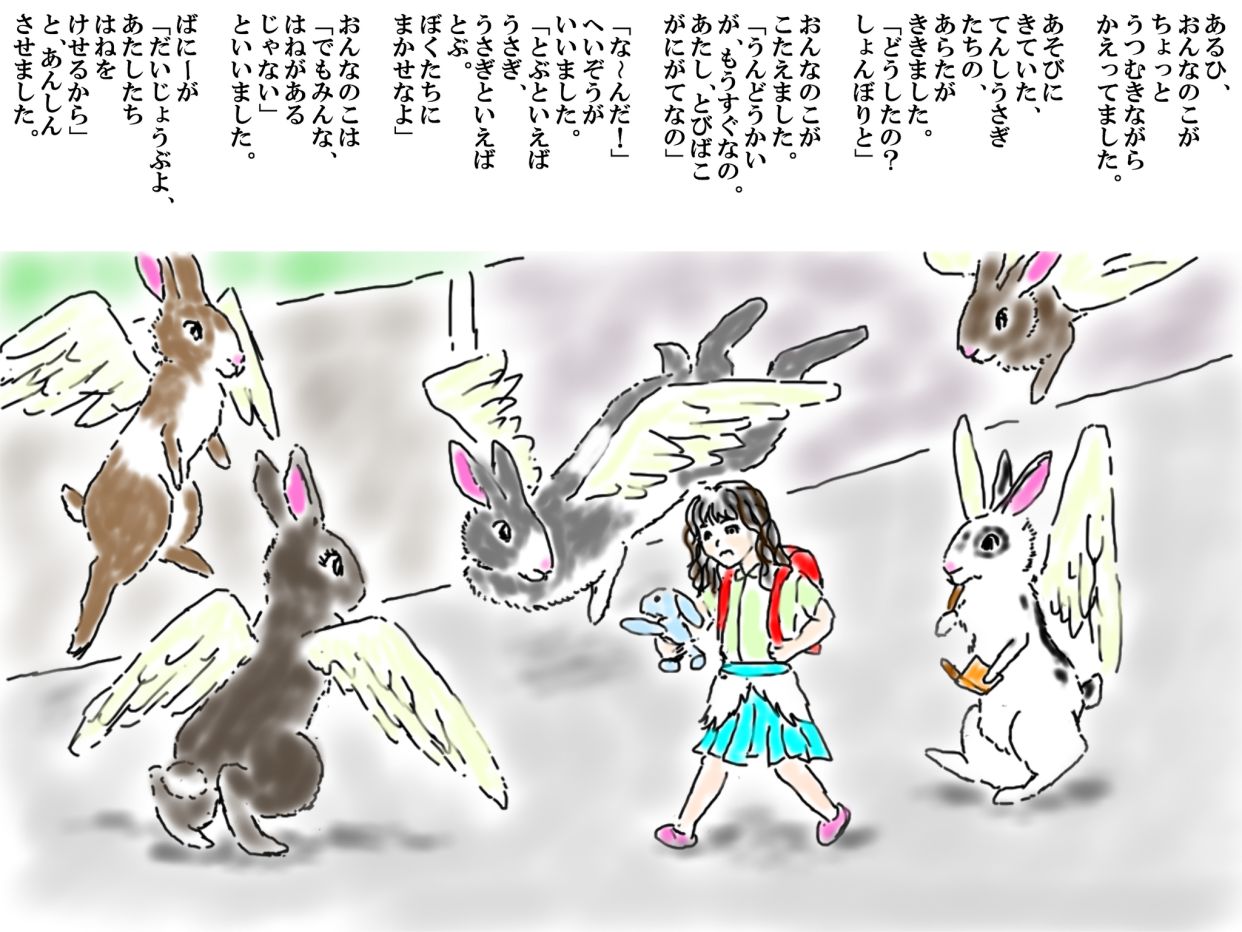 あるひ、
おんなのこが
ちょっと
うつむきながら
かえってました。
あそびに
きていた、
てんしうさぎ
たちの、
あらたが
ききました。
「どうしたの?
しょんぼりと」
おんなのこが
こたえました。
「うんどうかい
が、もうすぐなの。
あたし、とびばこ
がにがてなの」
「な～んだ！」
へいぞうが
いいました。
「とぶといえば
うさぎ、
うさぎといえば
とぶ。
ぼくたちに
まかせなよ」
おんなのこは
「でもみんな、
はねがある
じゃない」
といいました。
ばにーが
「だいじょうぶよ、
あたしたち
はねを
けせるから」
と、あんしん
させました。